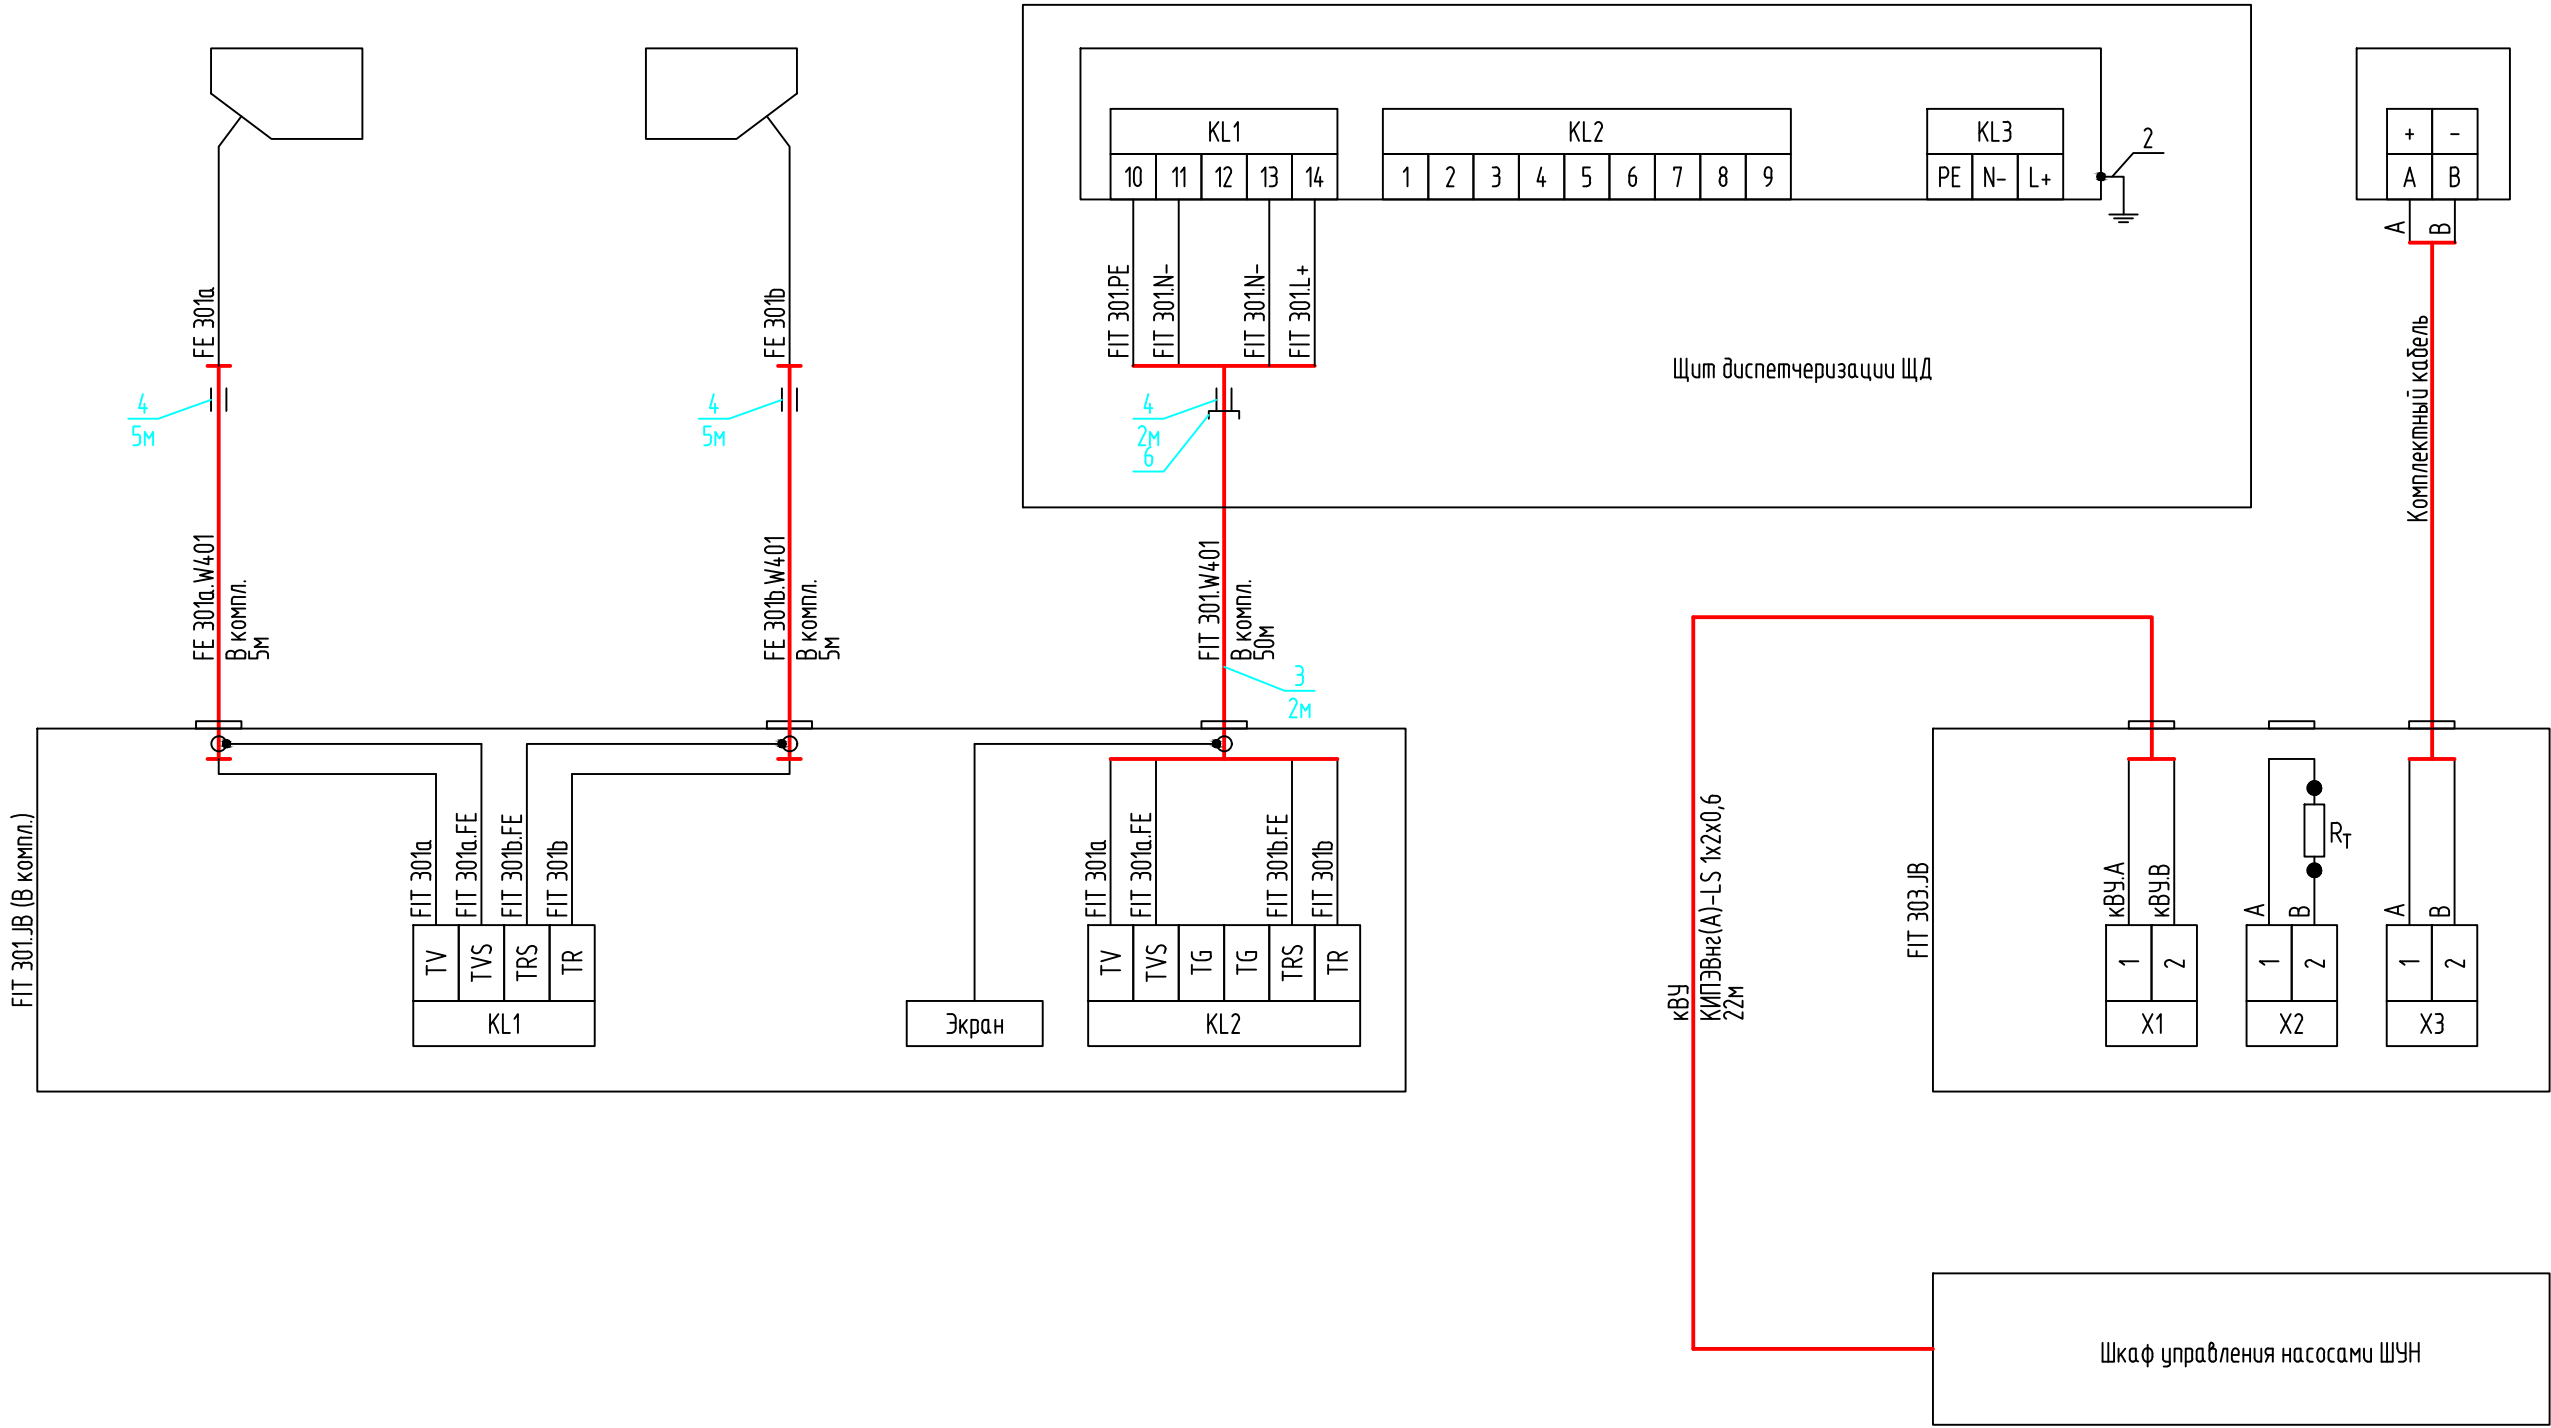 KL1
10 11 12 13 14
KL2
1 2 3 4 5 6 7 8 9
KL3
PE N- L+
2
+ -
A B
A
B
FE 301a
FE 301b
FIT 301.PE
FIT 301.N-
FIT 301.N-
FIT 301.L+
Щит диспетчеризации ЩД
Комплектный кабель
4
5м
4
5м
4
2м
6
FE 301a.W401
В компл.
5м
FE 301b.W401
В компл.
5м
FIT 301.W401
В компл.
50м
3
2м
FIT 301.JB (В компл.)
FIT 301a
FIT 301a.FE
FIT 301b.FE
FIT 301b
TV TVS TRS TR
KL1
Экран
FIT 301a
FIT 301a.FE
FIT 301b.FE
FIT 301b
TV TVS TG TG TRS TR
KL2
кВУ
КИПЭВнг(А)-LS 1х2х0,6
22м
FIT 303.JB
кВУ.А
кВУ.В
1 2
X1
A
B
RТ
1 2
X2
A
B
1 2
X3
Шкаф управления насосами ШУН